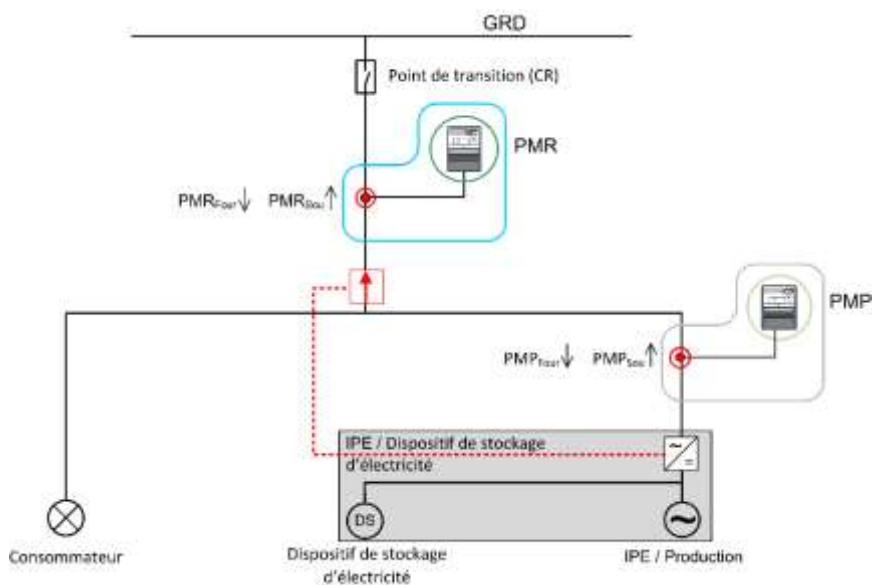 GRD
Point de transition (CR)
PMR
PMRFour↓ PMRSou↑
PMP
PMPFour↓ PMPSou↑
IPE / Dispositif de stockage
d'électricité
DS
Consommateur
Dispositif de stockage
d'électricité
IPE / Production